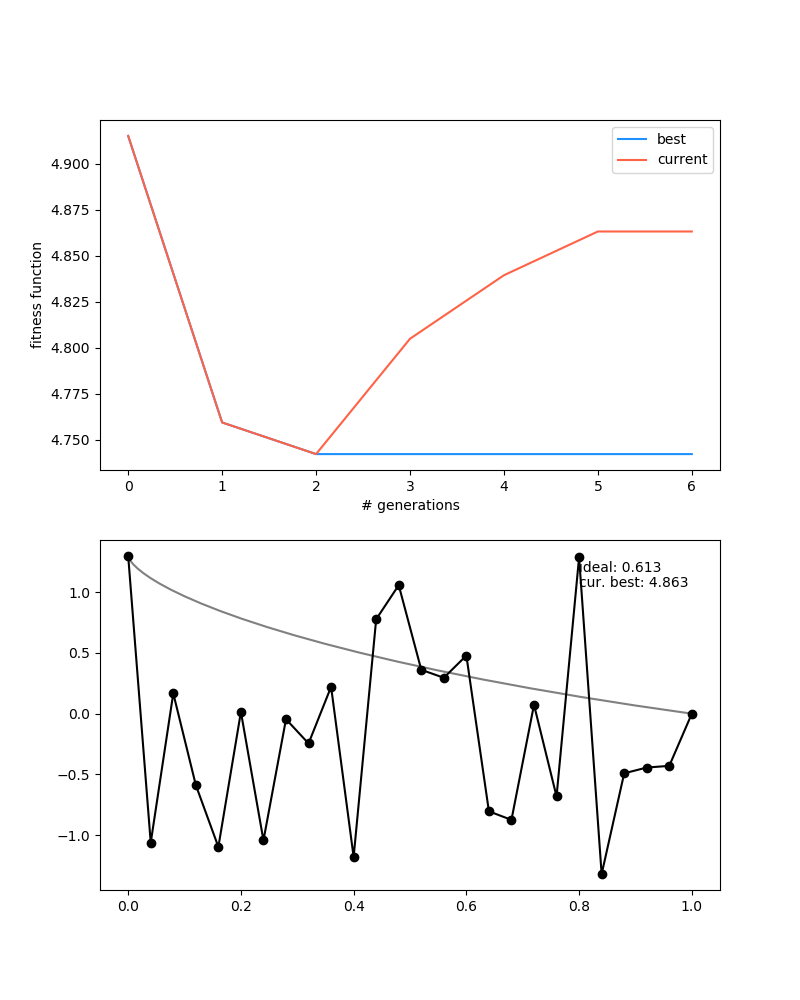 best
current
4.900
4.875
4.850
4.825
4.800
4.775
4.750
fitness function
0 1 2 3 4 5 6
# generations
ideal: 0.613
cur. best: 4.863
1.0
0.5
0.0
−0.5
−1.0
0.0 0.2 0.4 0.6 0.8 1.0